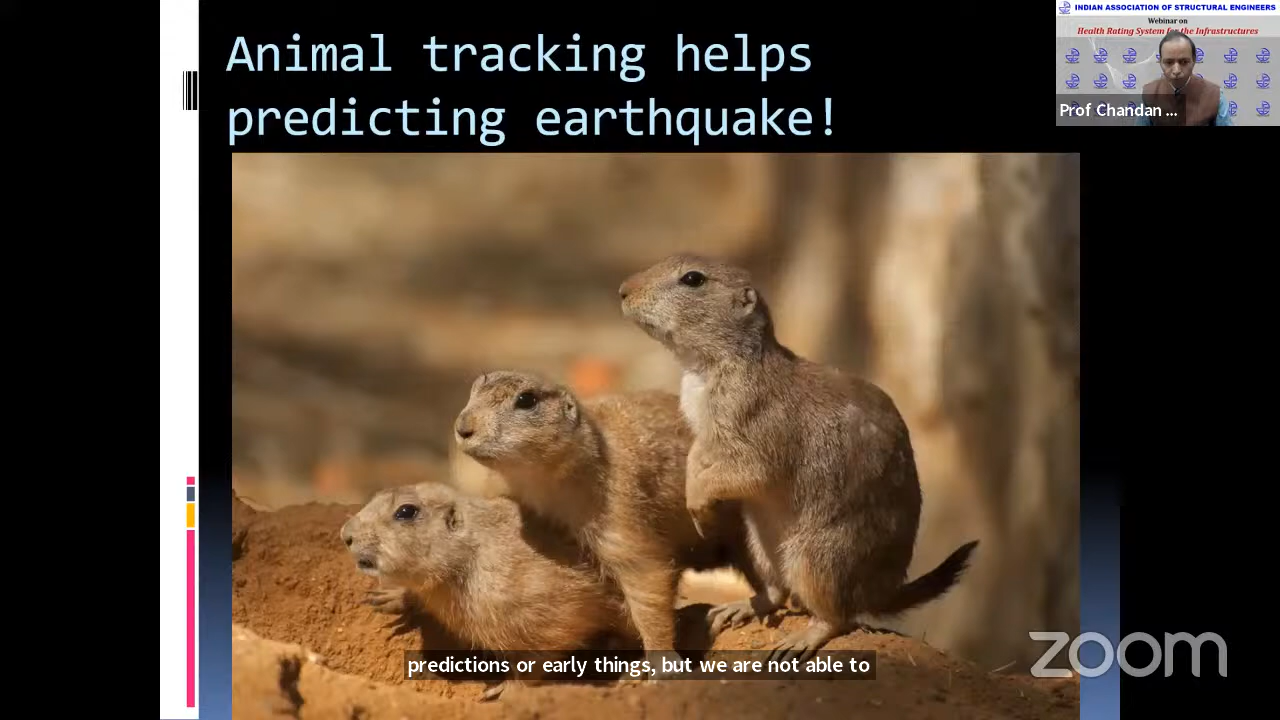 Animal tracking helps
predicting earthquake!
INDIAN ASSOCIATION OF STRUCTURAL ENGINEERS
Webinar on
Health Rating System for the Infrastructures
Prof Chandan ...
predictions or early things, but we are not able to
zoom